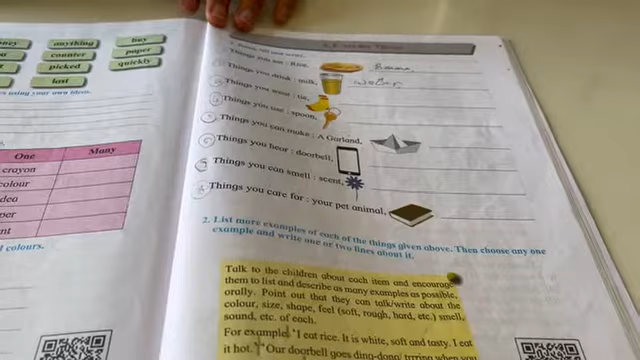 anything
buy
counter
paper
picked
quickly
lost
using your own ideas.
One Many
crayon
colour
idea
colours.
Things you eat : Rice,
Things you drink : milk,
Things you wear : tie,
Things you use : spoon,
Things you can make : A Garland,
Things you hear : doorbell,
Things you can smell : scent,
Things you care for : your pet animal,
2. List more examples of each of the things given above. Then choose any one
example and write one or two lines about it.
Talk to the children about each item and encourage
them to list and describe as many examples as possible,
orally. Point out that they can talk/write about the
colour, size, shape, feel (soft, rough, hard, etc.) smell,
sound, etc. of each.
For example, 'I eat rice. It is white, soft and tasty. I eat
it hot.' 'Our doorbell goes ding-dong/ trrring when you